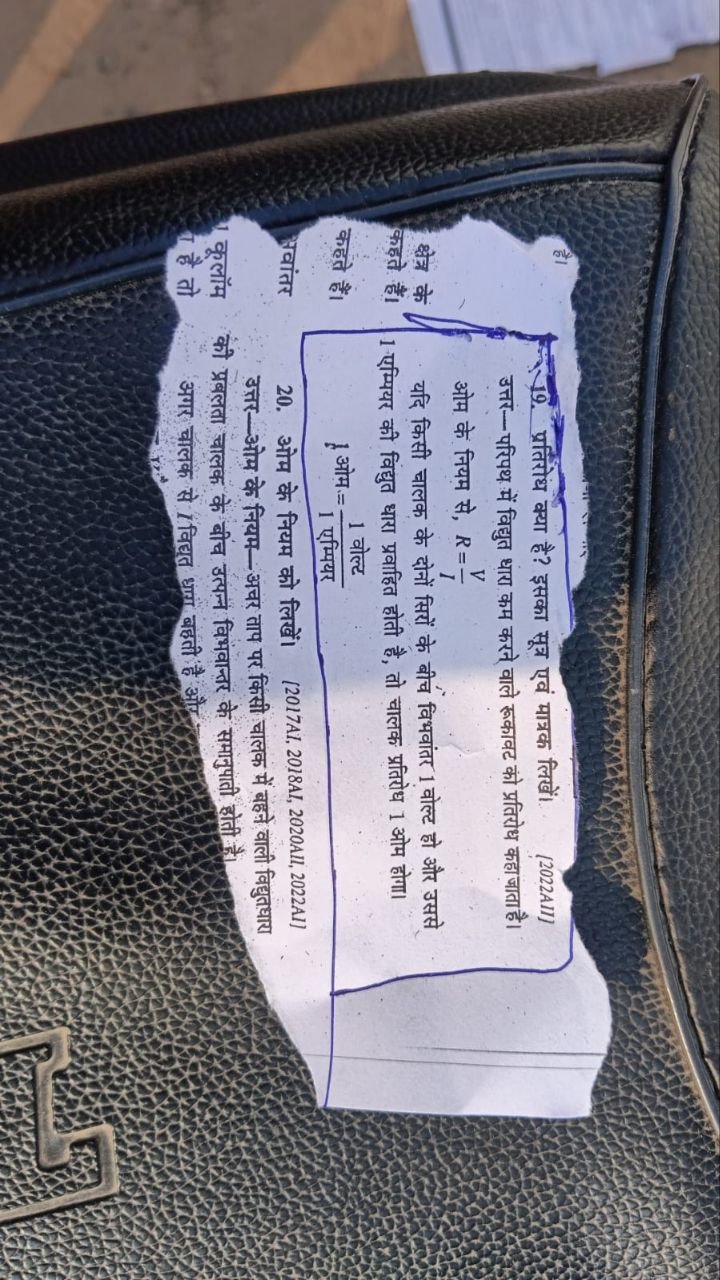 है।
क्षेत्र के
कहते हैं।
कहते हैं।
वांतर
कूलॉम
है तो
19. प्रतिरोध क्या है? इसका सूत्र एवं मात्रक लिखें। [2022AII]
उत्तर—परिपथ में विद्युत धारा कम करने वाले रूकावट को प्रतिरोध कहा जाता है।
ओम के नियम से, R = V/I
यदि किसी चालक के दोनों सिरों के बीच विभवांतर 1 वोल्ट हो और उससे
1 एम्पियर की विद्युत धारा प्रवाहित होती है, तो चालक प्रतिरोध 1 ओम होगा।
1 ओम = 1 वोल्ट / 1 एम्पियर
20. ओम के नियम को लिखें। [2017AI, 2018AI, 2020AII, 2022AI]
उत्तर—ओम के नियम—अचर ताप पर किसी चालक में बहने वाली विद्युतधारा
की प्रबलता चालक के बीच उत्पन्न विभवान्तर के समानुपाती होती है।
अगर चालक से I विद्युत धारा बहती है और